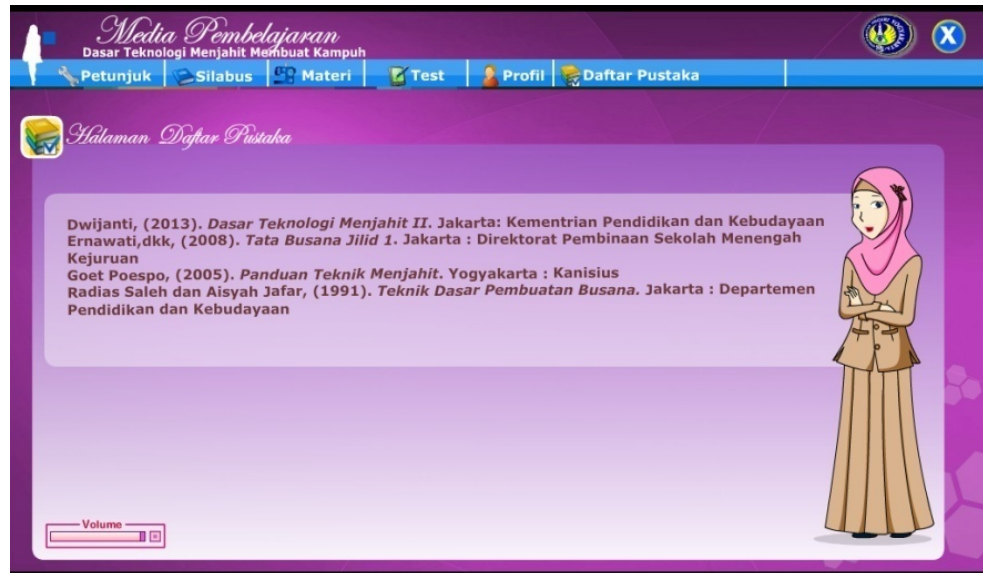 Media Pembelajaran
Dasar Teknologi Menjahit Membuat Kampuh
Petunjuk Silabus Materi Test Profil Daftar Pustaka
Halaman Daftar Pustaka
Dwijanti, (2013). Dasar Teknologi Menjahit II. Jakarta: Kementrian Pendidikan dan Kebudayaan
Ernawati,dkk, (2008). Tata Busana Jilid 1. Jakarta : Direktorat Pembinaan Sekolah Menengah
Kejuruan
Goet Poespo, (2005). Panduan Teknik Menjahit. Yogyakarta : Kanisius
Radias Saleh dan Aisyah Jafar, (1991). Teknik Dasar Pembuatan Busana. Jakarta : Departemen
Pendidikan dan Kebudayaan
Volume